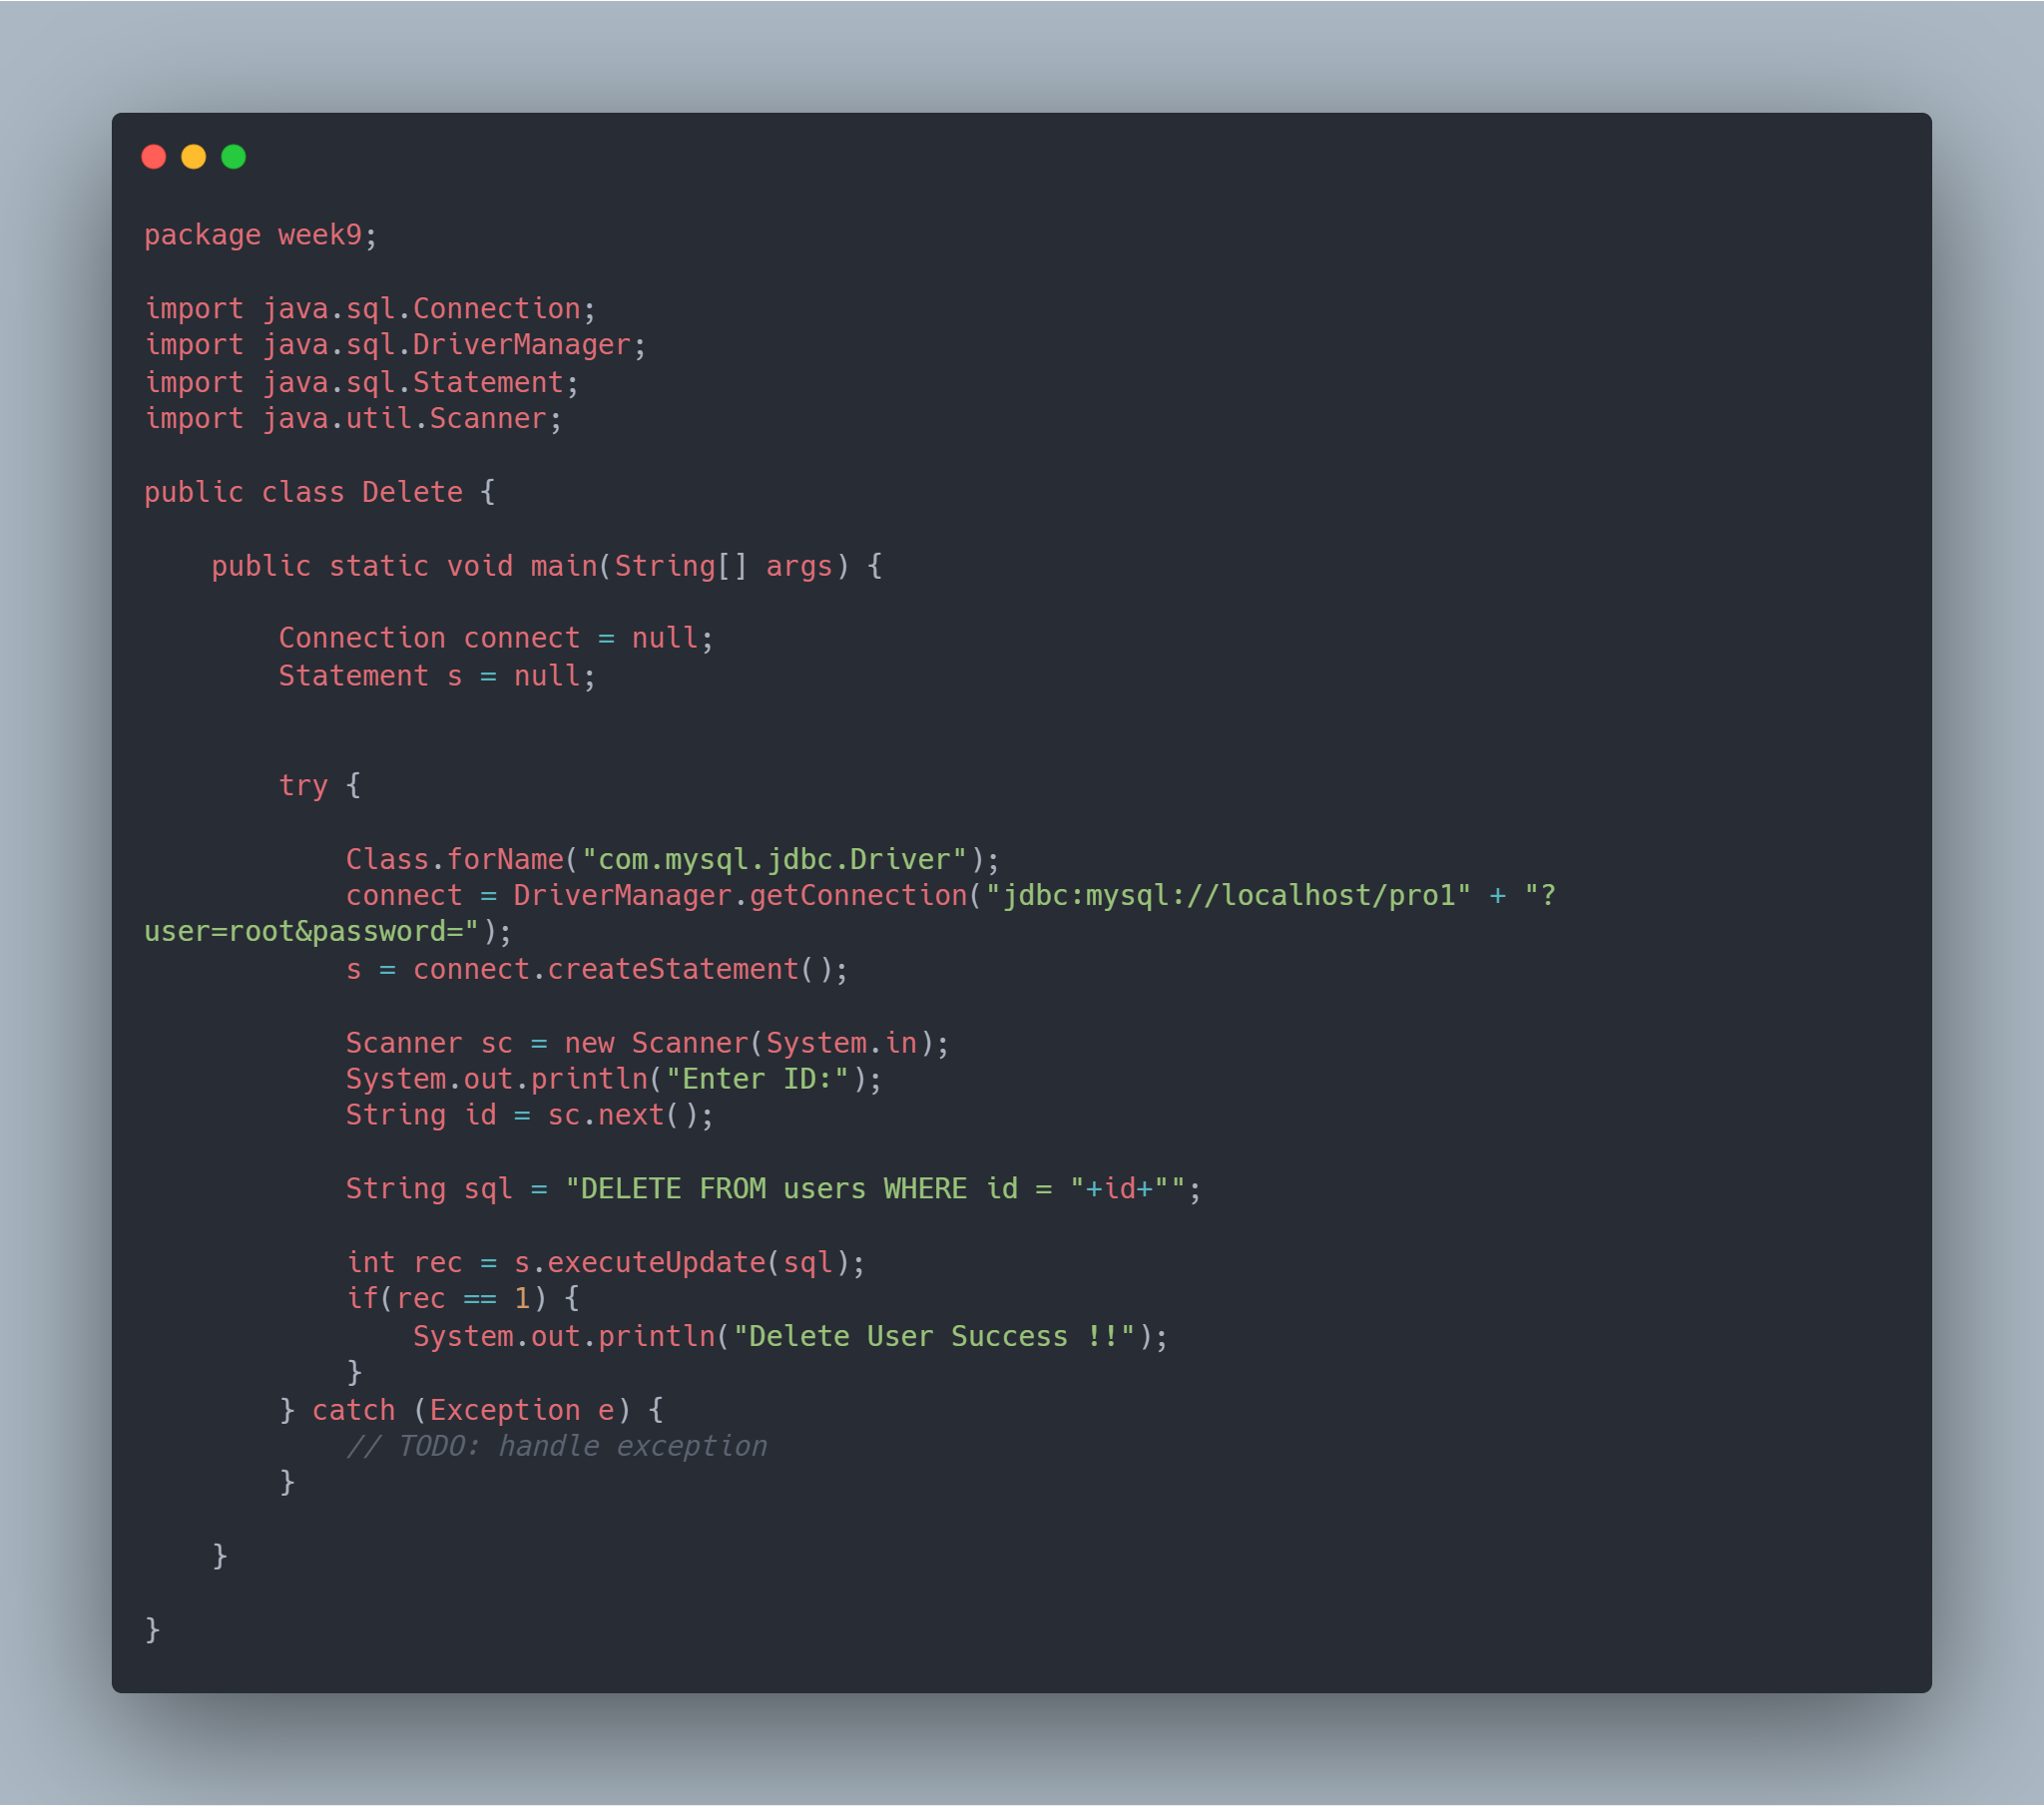 package week9;

import java.sql.Connection;
import java.sql.DriverManager;
import java.sql.Statement;
import java.util.Scanner;

public class Delete {

    public static void main(String[] args) {

        Connection connect = null;
        Statement s = null;


        try {

            Class.forName("com.mysql.jdbc.Driver");
            connect = DriverManager.getConnection("jdbc:mysql://localhost/pro1" + "?
user=root&password=");
            s = connect.createStatement();

            Scanner sc = new Scanner(System.in);
            System.out.println("Enter ID:");
            String id = sc.next();

            String sql = "DELETE FROM users WHERE id = "+id+"";

            int rec = s.executeUpdate(sql);
            if(rec == 1) {
                System.out.println("Delete User Success !!");
            }
        } catch (Exception e) {
            // TODO: handle exception
        }

    }

}